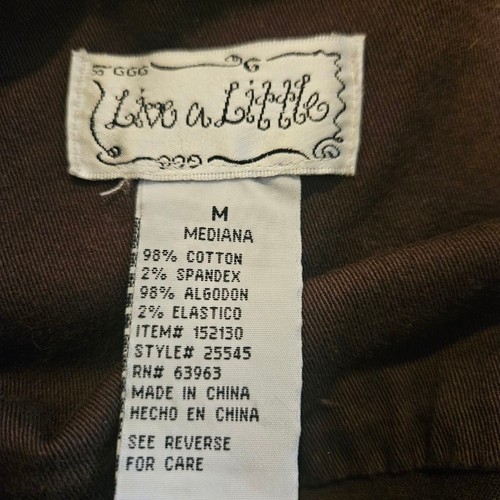 Live a Little
M
MEDIANA
98% COTTON
2% SPANDEX
98% ALGODON
2% ELASTICO
ITEM# 152130
STYLE# 25545
RN# 63963
MADE IN CHINA
HECHO EN CHINA
SEE REVERSE
FOR CARE